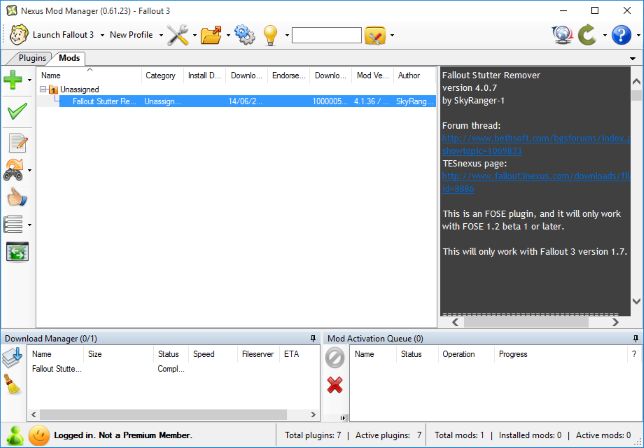 Nexus Mod Manager (0.61.23) - Fallout 3
Launch Fallout 3
New Profile
Plugins Mods
Name Category Install D... Downlo... Endorse... Downlo... Mod Ve... Author
Unassigned
Fallout Stutter Re... Unassign... 14/06/2... 1000005... 4.1.36 /... SkyRang...
Fallout Stutter Remover
version 4.0.7
by SkyRanger-1
Forum thread:
http://www.bethsoft.com/bgsforums/index.p
showtopic=1069823
TESnexus page:
http://www.fallout3nexus.com/downloads/fil
id=8886
This is an FOSE plugin, and it will only work
with FOSE 1.2 beta 1 or later.
This will only work with Fallout 3 version 1.7.
Download Manager (0/1)
Name Size Status Speed Fileserver ETA
Fallout Stutte... Compl...
Mod Activation Queue (0)
Name Status Operation Progress ?
Logged in. Not a Premium Member.
Total plugins: 7 | Active plugins: 7
Total mods: 1 | Installed mods: 0 | Active mods: 0